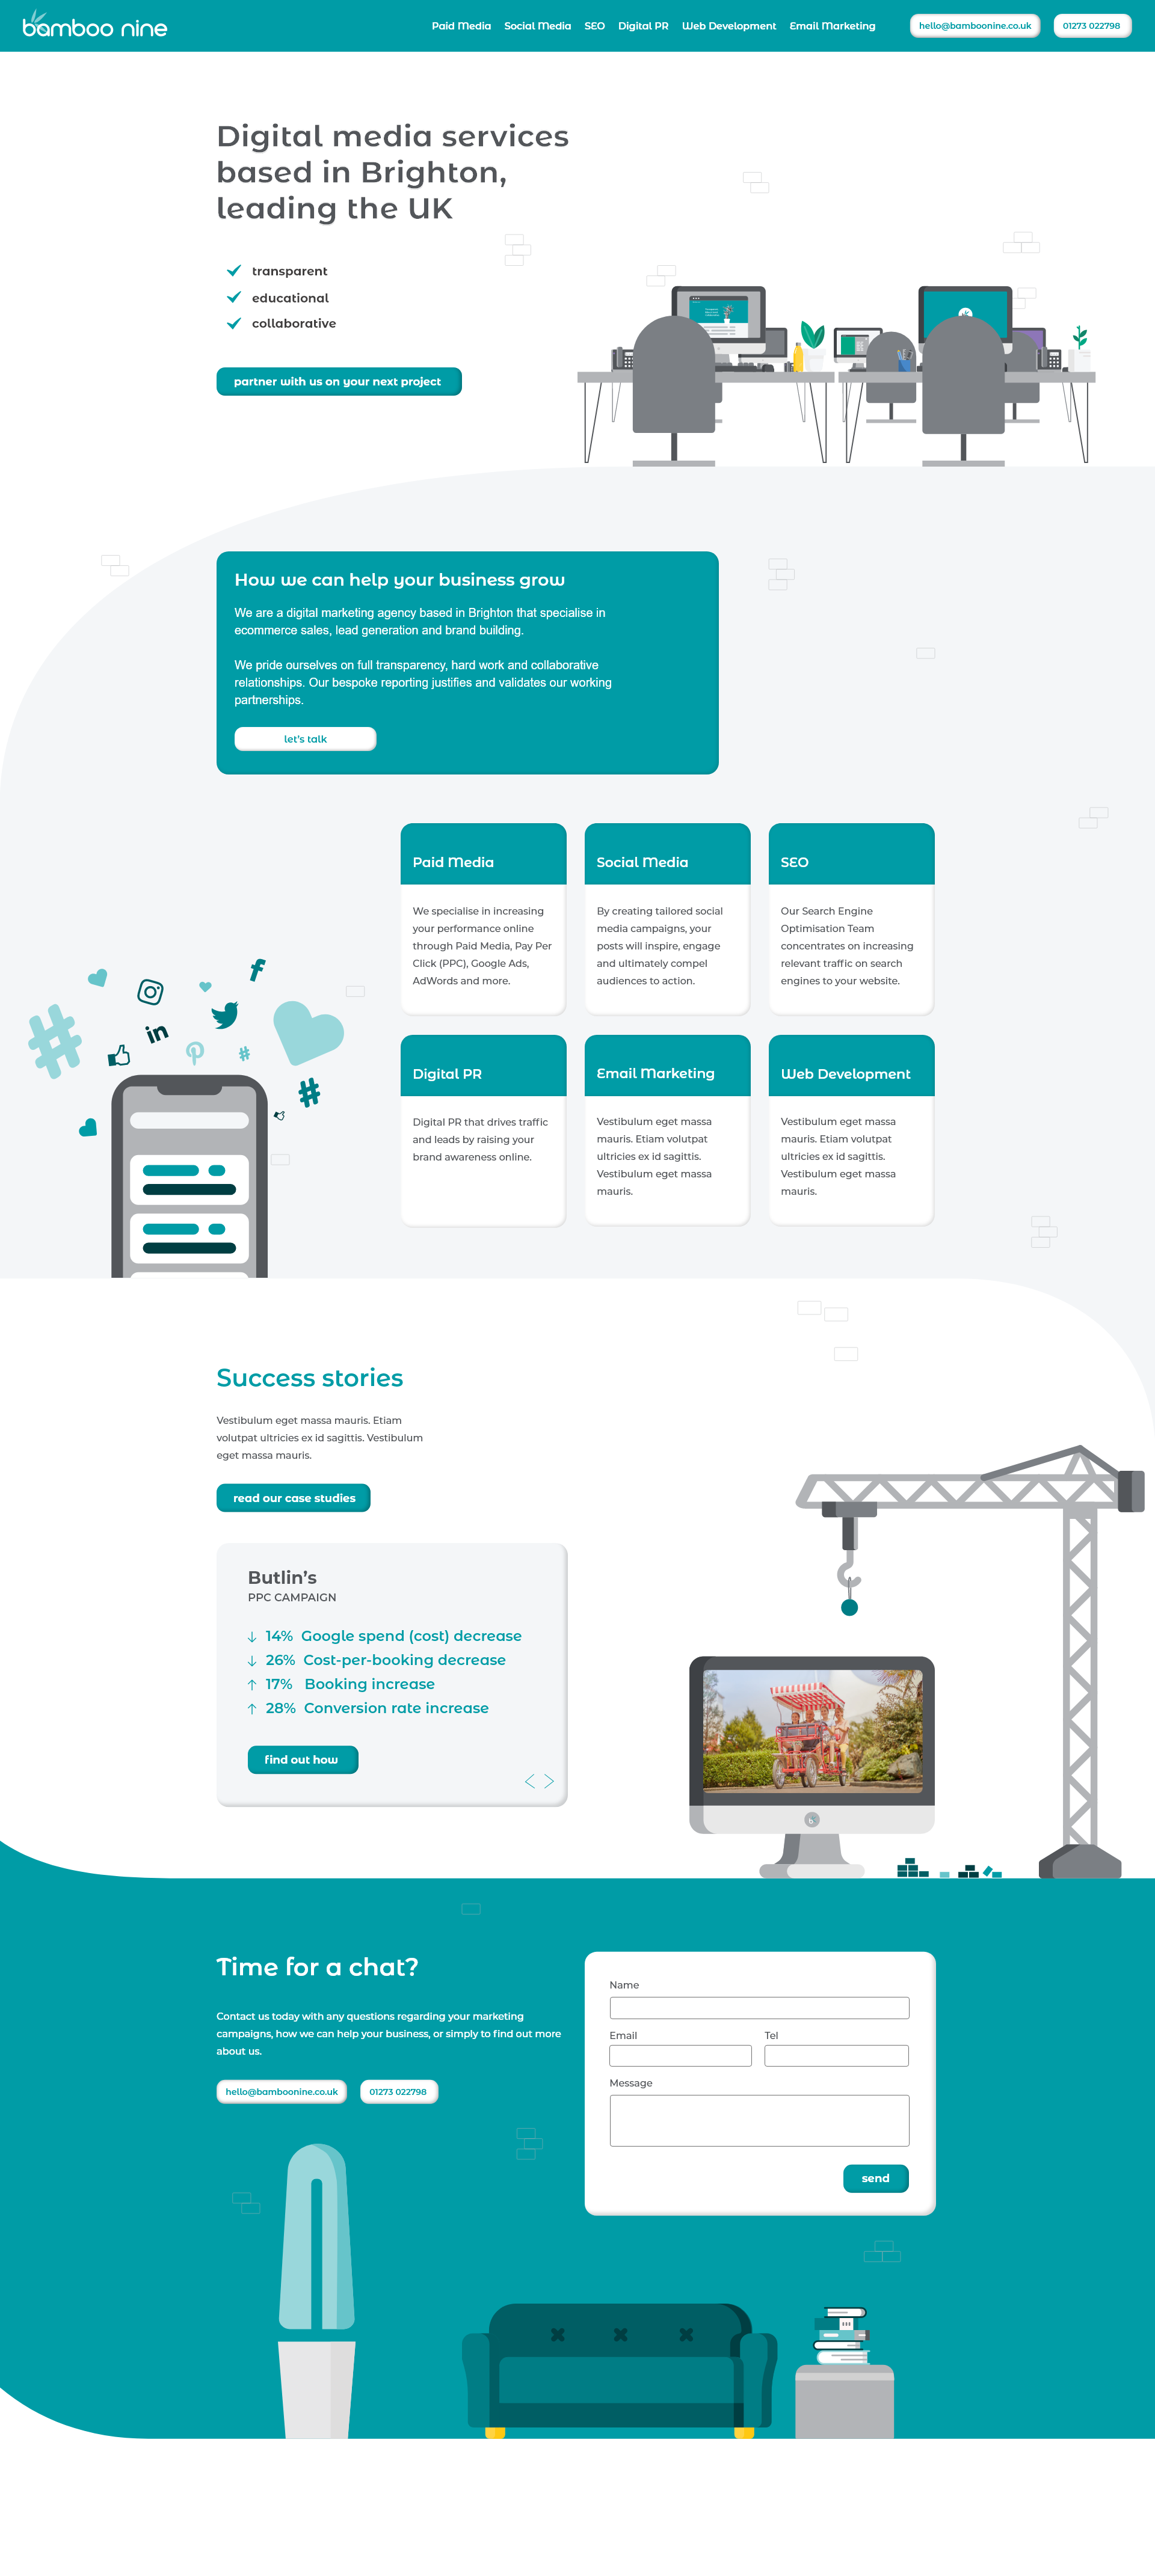 bamboo nine
Paid Media
Social Media
SEO
Digital PR
Web Development
Email Marketing
hello@bamboonine.co.uk
01273 022798
Digital media services
based in Brighton,
leading the UK
transparent
educational
collaborative
partner with us on your next project
How we can help your business grow
We are a digital marketing agency based in Brighton that specialise in
ecommerce sales, lead generation and brand building.
We pride ourselves on full transparency, hard work and collaborative
relationships. Our bespoke reporting justifies and validates our working
partnerships.
let's talk
Paid Media
We specialise in increasing
your performance online
through Paid Media, Pay Per
Click (PPC), Google Ads,
AdWords and more.
Social Media
By creating tailored social
media campaigns, your
posts will inspire, engage
and ultimately compel
audiences to action.
SEO
Our Search Engine
Optimisation Team
concentrates on increasing
relevant traffic on search
engines to your website.
Digital PR
Digital PR that drives traffic
and leads by raising your
brand awareness online.
Email Marketing
Vestibulum eget massa
mauris. Etiam volutpat
ultricies ex id sagittis.
Vestibulum eget massa
mauris.
Web Development
Vestibulum eget massa
mauris. Etiam volutpat
ultricies ex id sagittis.
Vestibulum eget massa
mauris.
Success stories
Vestibulum eget massa mauris. Etiam
volutpat ultricies ex id sagittis. Vestibulum
eget massa mauris.
read our case studies
Butlin’s
PPC CAMPAIGN
14% Google spend (cost) decrease
26% Cost-per-booking decrease
17% Booking increase
28% Conversion rate increase
find out how
Time for a chat?
Contact us today with any questions regarding your marketing
campaigns, how we can help your business, or simply to find out more
about us.
hello@bamboonine.co.uk
01273 022798
Name
Email
Tel
Message
send